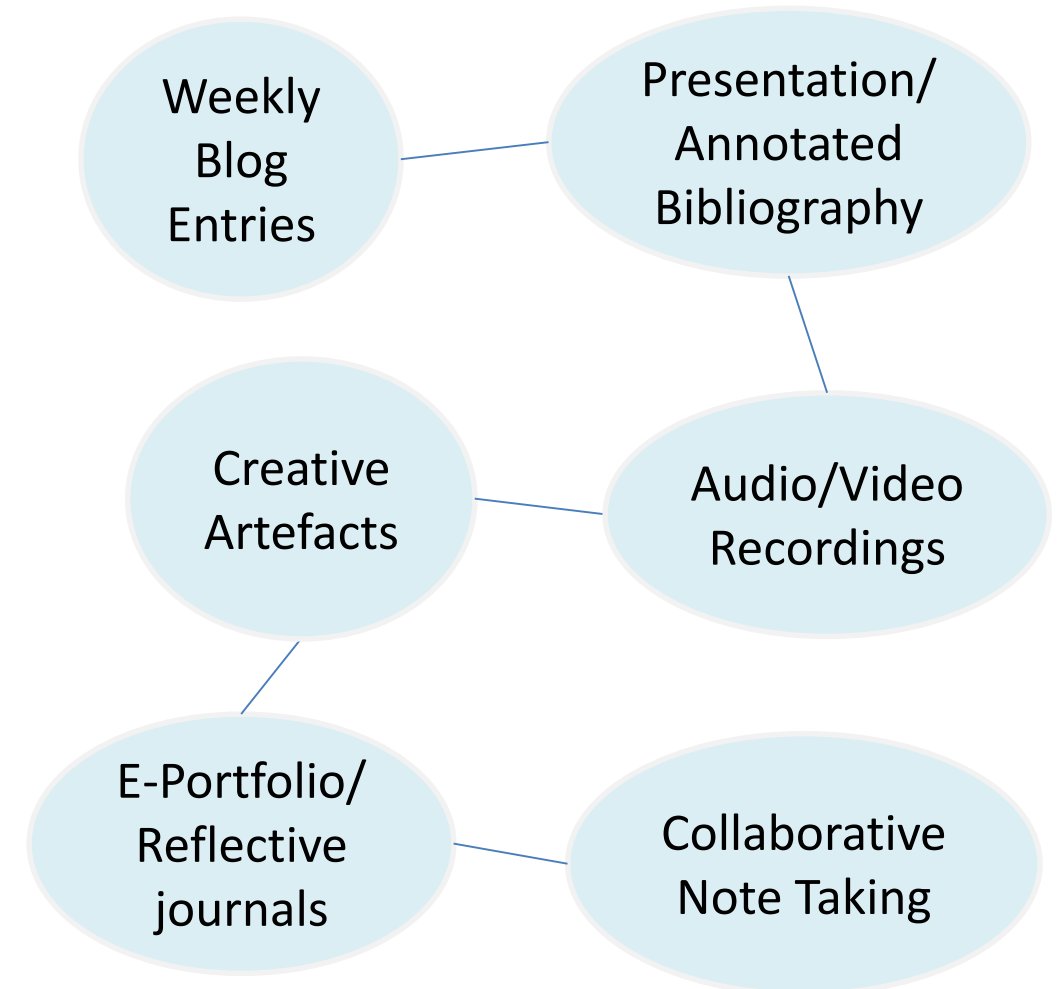 Weekly
Blog
Entries
Presentation/
Annotated
Bibliography
Creative
Artefacts
Audio/Video
Recordings
E-Portfolio/
Reflective
journals
Collaborative
Note Taking